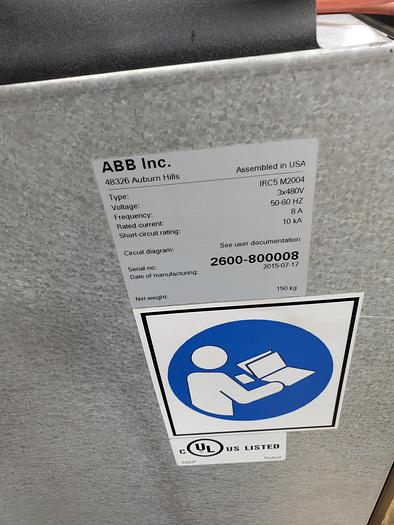 ABB Inc.
48326 Auburn Hills Assembled in USA
Type: IRC5 M2004
Voltage: 3x480V
Frequency: 50-60 HZ
Rated current: 8 A
Short-circuit rating: 10 kA
Circuit diagram: See user documentation
Serial no: 2600-800008
Date of manufacturing: 2015-07-17
Net weight: 150 kg
C UL US LISTED
Robot